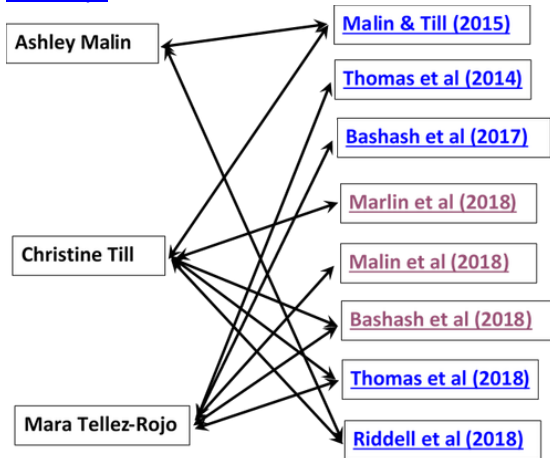 Ashley Malin
Christine Till
Mara Tellez-Rojo
Malin & Till (2015)
Thomas et al (2014)
Bashash et al (2017)
Marlin et al (2018)
Malin et al (2018)
Bashash et al (2018)
Thomas et al (2018)
Riddell et al (2018)